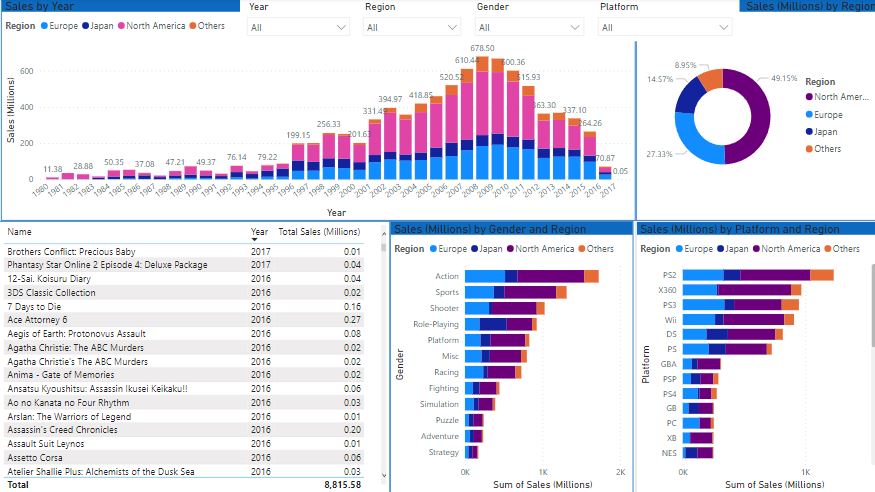 Sales by Year
Year
Region
Gender
Platform
Sales (Millions) by Region
Region Europe Japan North America Others
All
All
All
All
Sales (Millions)
600
400
200
0
11.38
28.88
50.35
37.08
47.21
49.37
76.14
79.22
199.15
256.33
201.63
331.49
394.97
418.85
520.52
610.44
678.50
600.36
515.93
363.30
337.10
264.26
70.87
0.05
1980 1981 1982 1983 1984 1985 1986 1987 1988 1989 1990 1991 1992 1993 1994 1995 1996 1997 1998 1999 2000 2001 2002 2003 2004 2005 2006 2007 2008 2009 2010 2011 2012 2013 2014 2015 2016 2017
Year
8.95%
14.57%
49.15%
27.33%
Region
North Amer...
Europe
Japan
Others
Name Year Total Sales (Millions)
Brothers Conflict: Precious Baby 2017 0.01
Phantasy Star Online 2 Episode 4: Deluxe Package 2017 0.04
12-Sai. Koisuru Diary 2016 0.04
3DS Classic Collection 2016 0.02
7 Days to Die 2016 0.16
Ace Attorney 6 2016 0.27
Aegis of Earth: Protonovus Assault 2016 0.08
Agatha Christie: The ABC Murders 2016 0.02
Agatha Christie's The ABC Murders 2016 0.02
Anima - Gate of Memories 2016 0.02
Ansatsu Kyoushitsu: Assassin Ikusei Keikaku!! 2016 0.06
Ao no Kanata no Four Rhythm 2016 0.03
Arslan: The Warriors of Legend 2016 0.01
Assassin's Creed Chronicles 2016 0.20
Assault Suit Leynos 2016 0.01
Assetto Corsa 2016 0.06
Atelier Shallie Plus: Alchemists of the Dusk Sea 2016 0.03
Total 8,815.58
Sales (Millions) by Gender and Region
Region Europe Japan North America Others
Gender
Action
Sports
Shooter
Role-Playing
Platform
Misc
Racing
Fighting
Simulation
Puzzle
Adventure
Strategy
0K 1K 2K
Sum of Sales (Millions)
Sales (Millions) by Platform and Region
Region Europe Japan North America Others
Platform
PS2
X360
PS3
Wii
DS
PS
GBA
PSP
PS4
GB
PC
XB
NES
0K 1K
Sum of Sales (Millions)